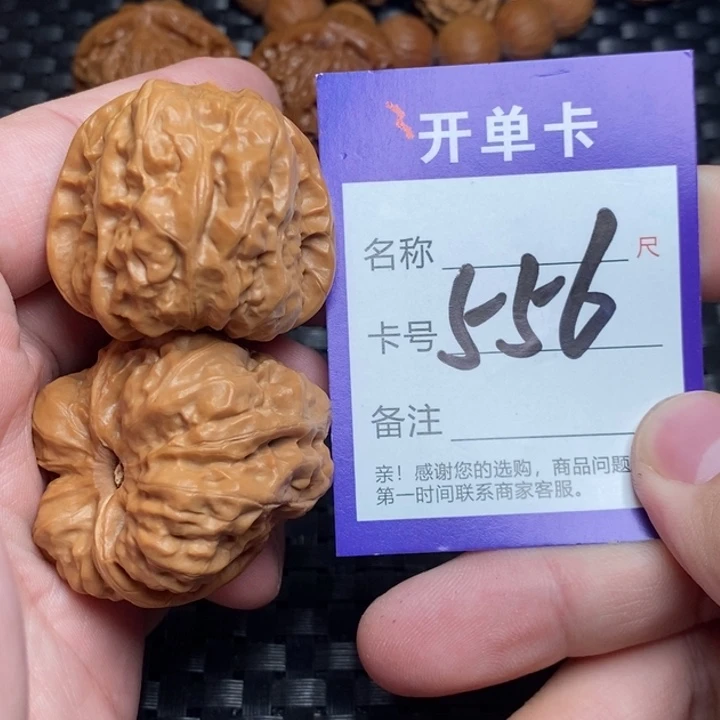 开单卡
名称 尺
卡号 556
备注
亲！感谢您的选购，商品问题
第一时间联系商家客服。